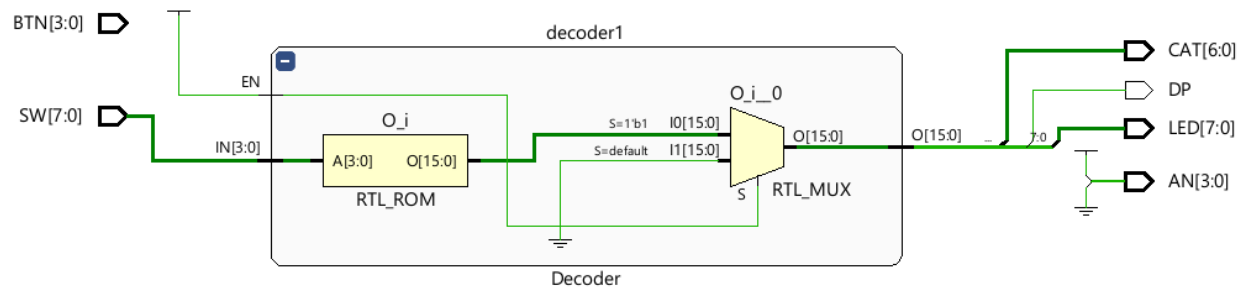 BTN[3:0]
SW[7:0]
decoder1
EN
IN[3:0]
O_i
A[3:0] O[15:0]
RTL_ROM
S=1'b1 I0[15:0]
S=default I1[15:0]
O_i__0
O[15:0]
S
RTL_MUX
O[15:0]
Decoder
... 7:0
CAT[6:0]
DP
LED[7:0]
AN[3:0]